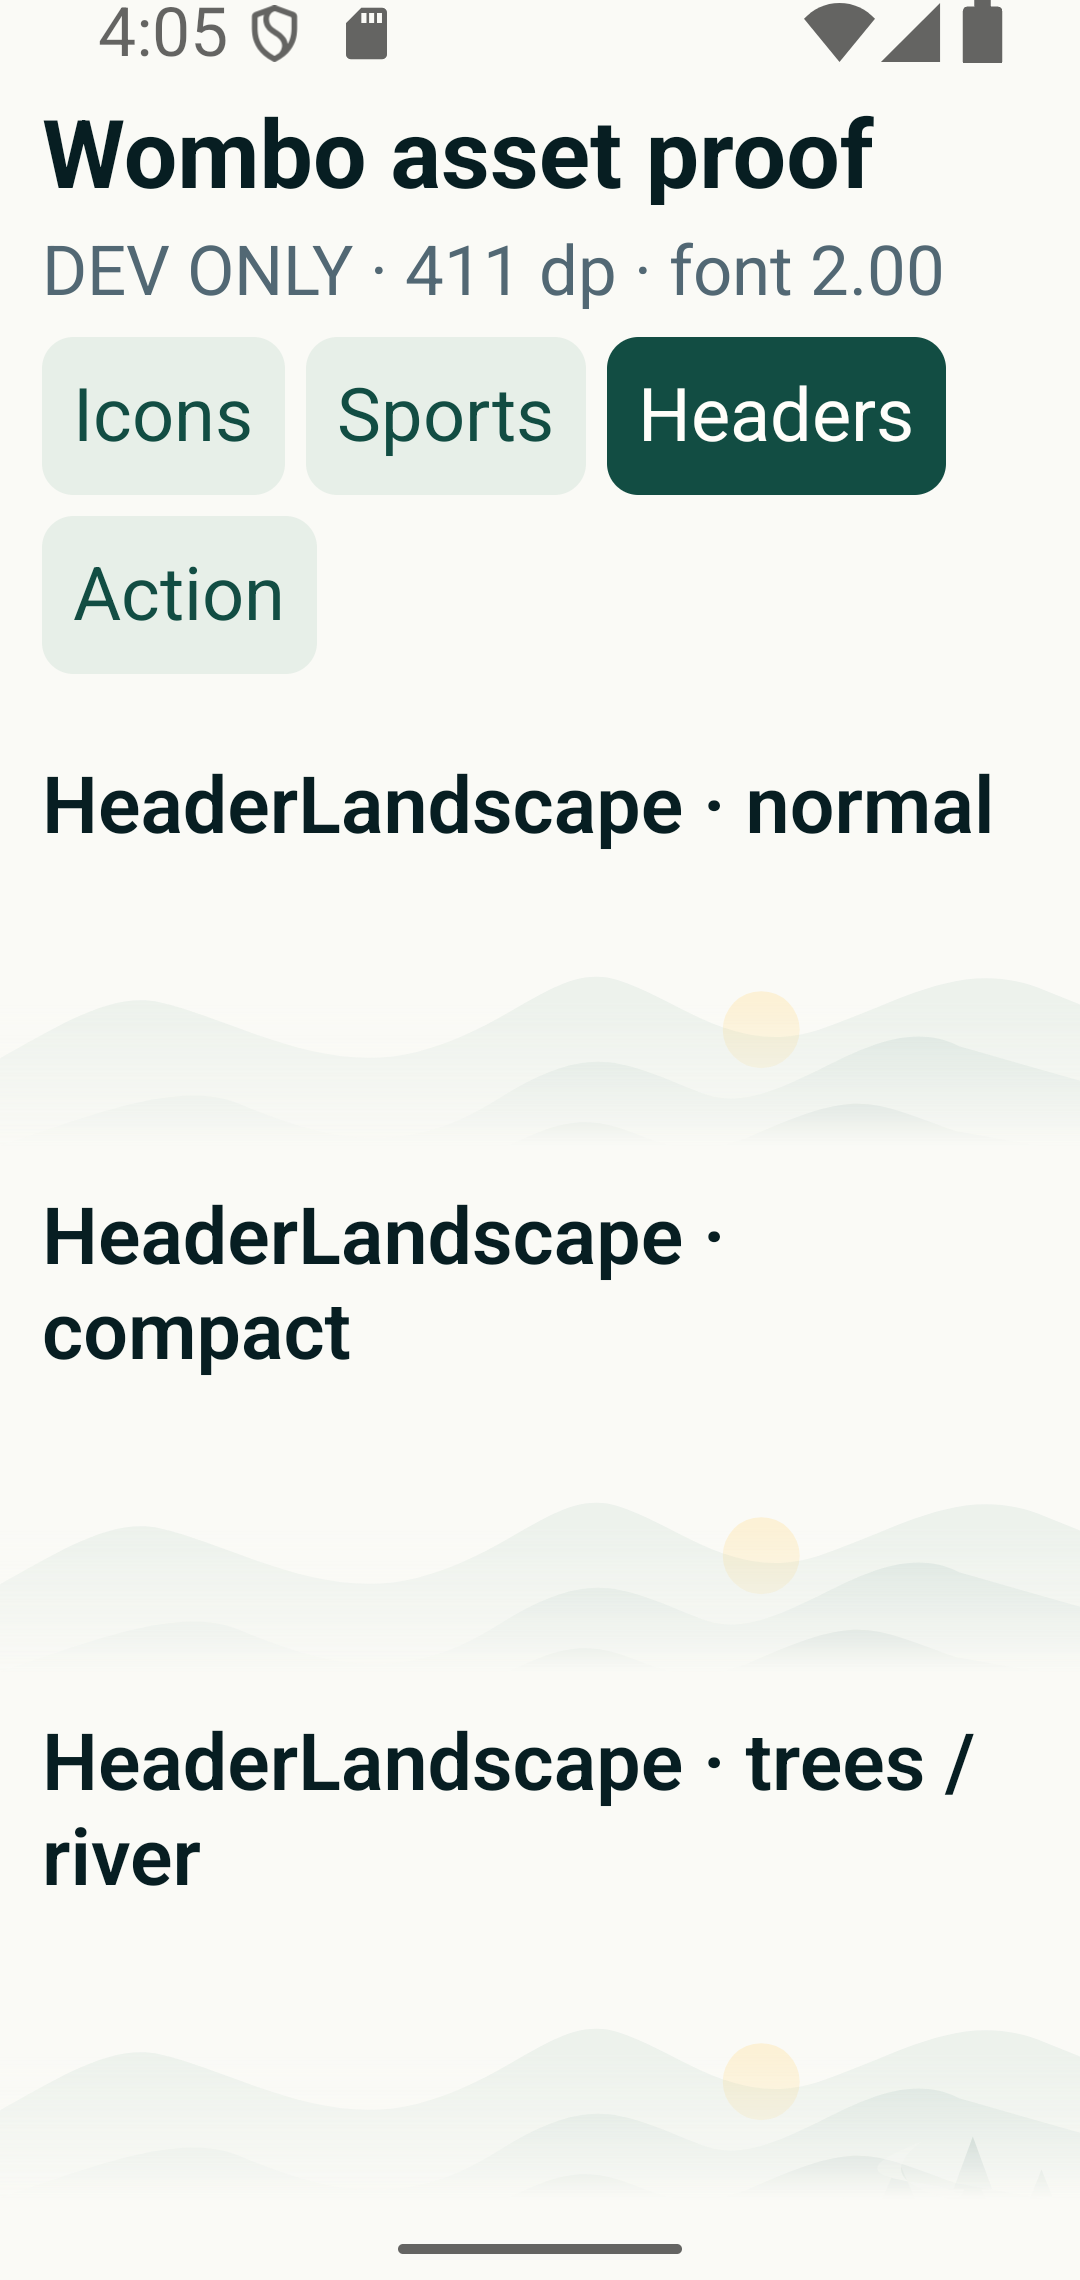 4:05
Wombo asset proof
DEV ONLY · 411 dp · font 2.00
Icons
Sports
Headers
Action
HeaderLandscape · normal
HeaderLandscape ·
compact
HeaderLandscape · trees /
river